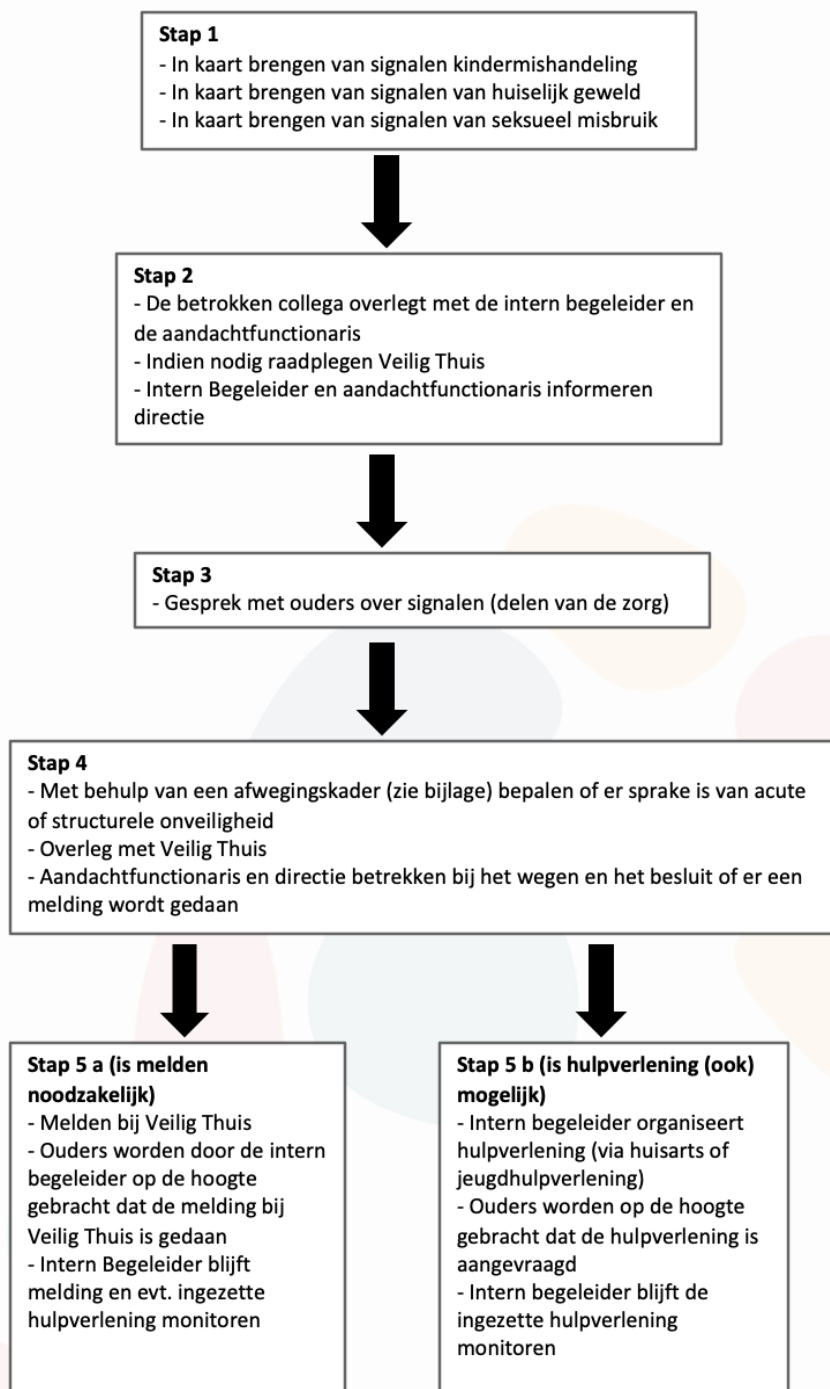 Stap 1
- In kaart brengen van signalen kindermishandeling
- In kaart brengen van signalen van huiselijk geweld
- In kaart brengen van signalen van seksueel misbruik
Stap 2
- De betrokken collega overlegt met de intern begeleider en
de aandachtfunctionaris
- Indien nodig raadplegen Veilig Thuis
- Intern Begeleider en aandachtfunctionaris informeren
directie
Stap 3
- Gesprek met ouders over signalen (delen van de zorg)
Stap 4
- Met behulp van een afwegingskader (zie bijlage) bepalen of er sprake is van acute
of structurele onveiligheid
- Overleg met Veilig Thuis
- Aandachtfunctionaris en directie betrekken bij het wegen en het besluit of er een
melding wordt gedaan
Stap 5 a (is melden
noodzakelijk)
- Melden bij Veilig Thuis
- Ouders worden door de intern
begeleider op de hoogte
gebracht dat de melding bij
Veilig Thuis is gedaan
- Intern Begeleider blijft
melding en evt. ingezette
hulpverlening monitoren
Stap 5 b (is hulpverlening (ook)
mogelijk)
- Intern begeleider organiseert
hulpverlening (via huisarts of
jeugdhulpverlening)
- Ouders worden op de hoogte
gebracht dat de hulpverlening is
aangevraagd
- Intern begeleider blijft de
ingezette hulpverlening
monitoren